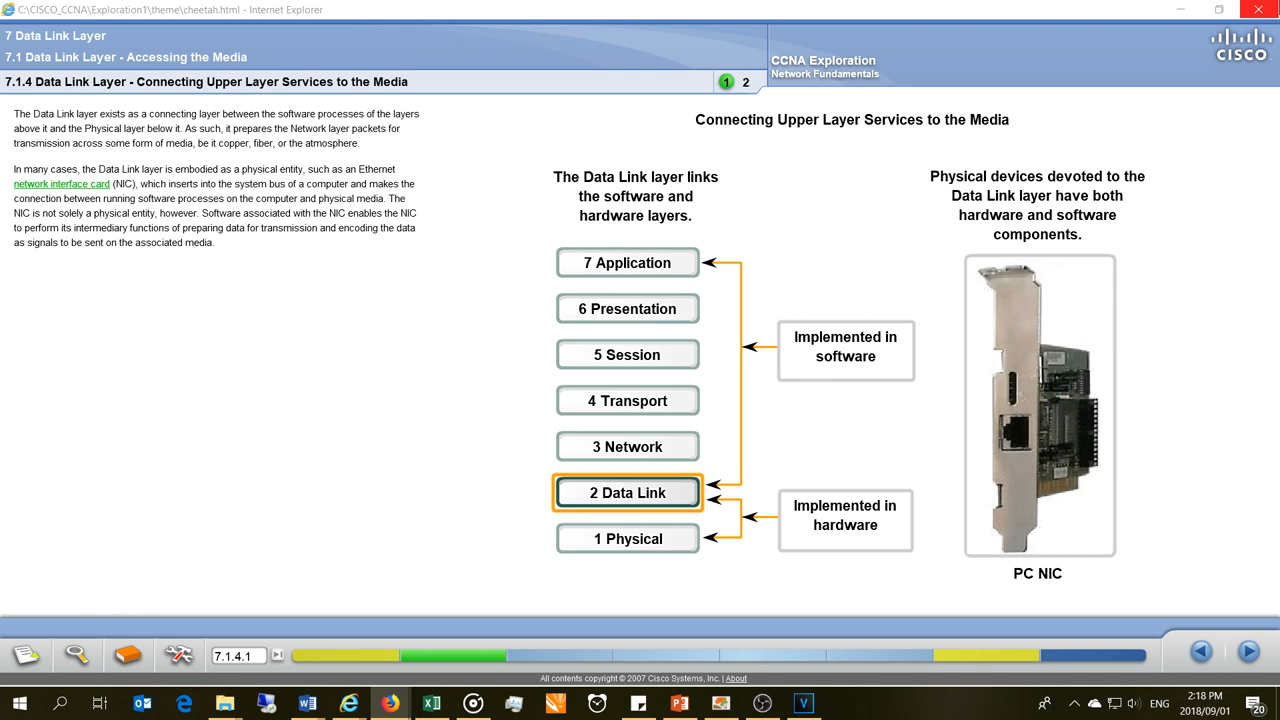 C:\CISCO_CCNA\Exploration1\theme\cheetah.html - Internet Explorer
7 Data Link Layer
7.1 Data Link Layer - Accessing the Media
7.1.4 Data Link Layer - Connecting Upper Layer Services to the Media
1 2
CCNA Exploration
Network Fundamentals
CISCO
The Data Link layer exists as a connecting layer between the software processes of the layers
above it and the Physical layer below it. As such, it prepares the Network layer packets for
transmission across some form of media, be it copper, fiber, or the atmosphere.
In many cases, the Data Link layer is embodied as a physical entity, such as an Ethernet
network interface card (NIC), which inserts into the system bus of a computer and makes the
connection between running software processes on the computer and physical media. The
NIC is not solely a physical entity, however. Software associated with the NIC enables the NIC
to perform its intermediary functions of preparing data for transmission and encoding the data
as signals to be sent on the associated media.
Connecting Upper Layer Services to the Media
The Data Link layer links
the software and
hardware layers.
7 Application
6 Presentation
5 Session
4 Transport
3 Network
2 Data Link
1 Physical
Implemented in
software
Implemented in
hardware
Physical devices devoted to the
Data Link layer have both
hardware and software
components.
PC NIC
7.1.4.1
All contents copyright © 2007 Cisco Systems, Inc. | About
ENG
2:18 PM
2018/09/01
20